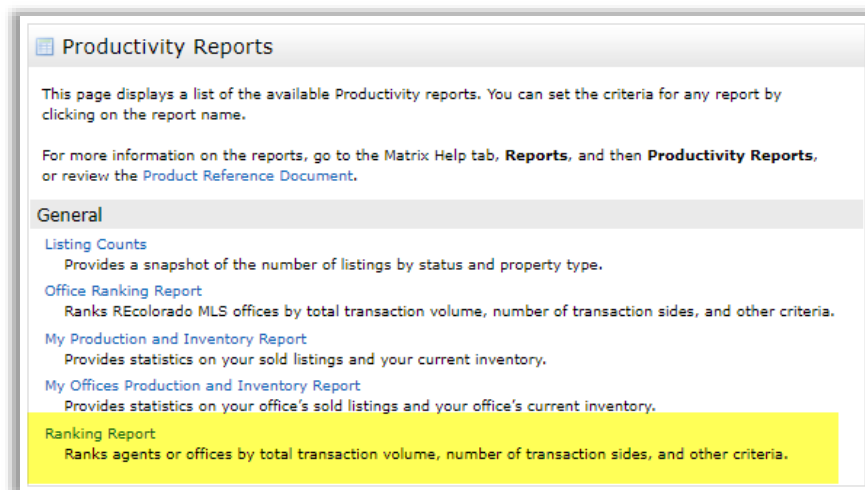 Productivity Reports
This page displays a list of the available Productivity reports. You can set the criteria for any report by
clicking on the report name.
For more information on the reports, go to the Matrix Help tab, Reports, and then Productivity Reports,
or review the Product Reference Document.
General
Listing Counts
Provides a snapshot of the number of listings by status and property type.
Office Ranking Report
Ranks REcolorado MLS offices by total transaction volume, number of transaction sides, and other criteria.
My Production and Inventory Report
Provides statistics on your sold listings and your current inventory.
My Offices Production and Inventory Report
Provides statistics on your office's sold listings and your office's current inventory.
Ranking Report
Ranks agents or offices by total transaction volume, number of transaction sides, and other criteria.